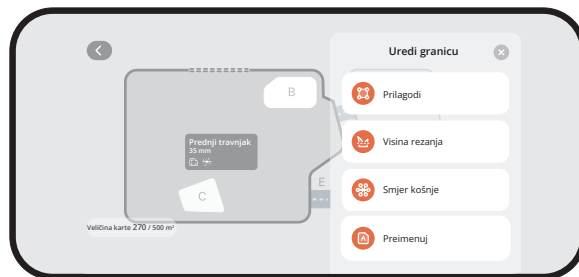 Uredi granicu
B
Prilagodi
Prednji travnjak
35 mm
Visina rezanja
E
Smjer košnje
C
Veličina karte 270 / 500 m²
A
Preimenuj